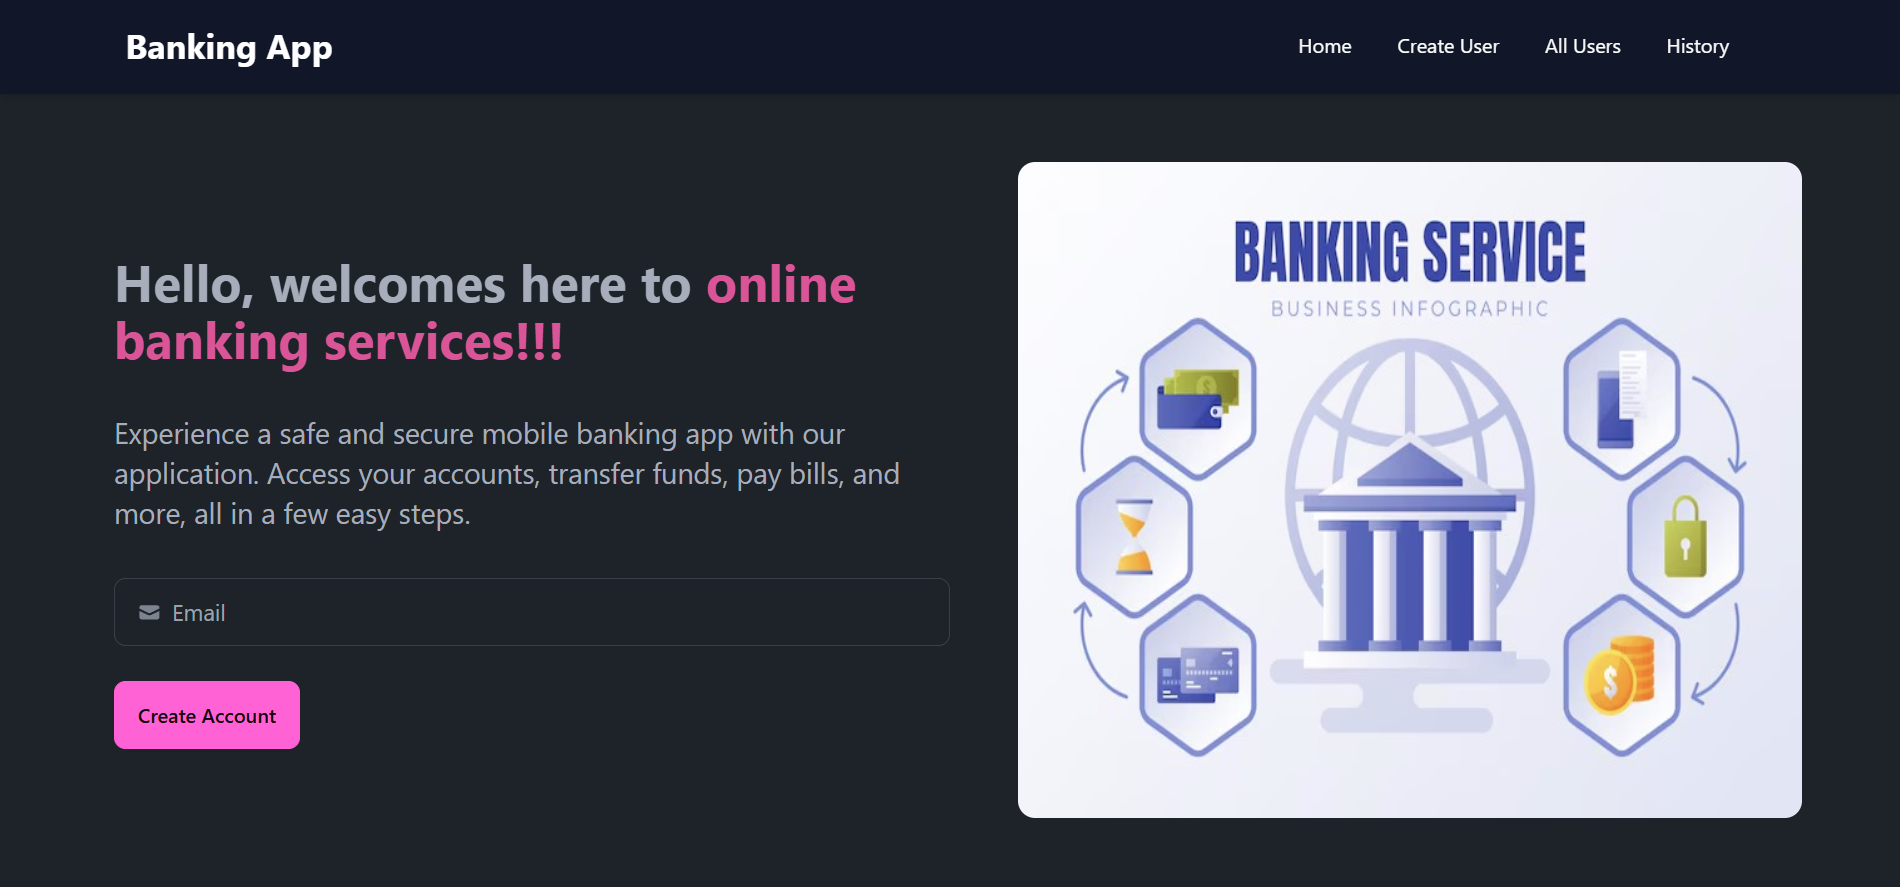 Banking App
Home
Create User
All Users
History
Hello, welcomes here to online
banking services!!!
Experience a safe and secure mobile banking app with our
application. Access your accounts, transfer funds, pay bills, and
more, all in a few easy steps.
Email
Create Account
BANKING SERVICE
BUSINESS INFOGRAPHIC
$
$